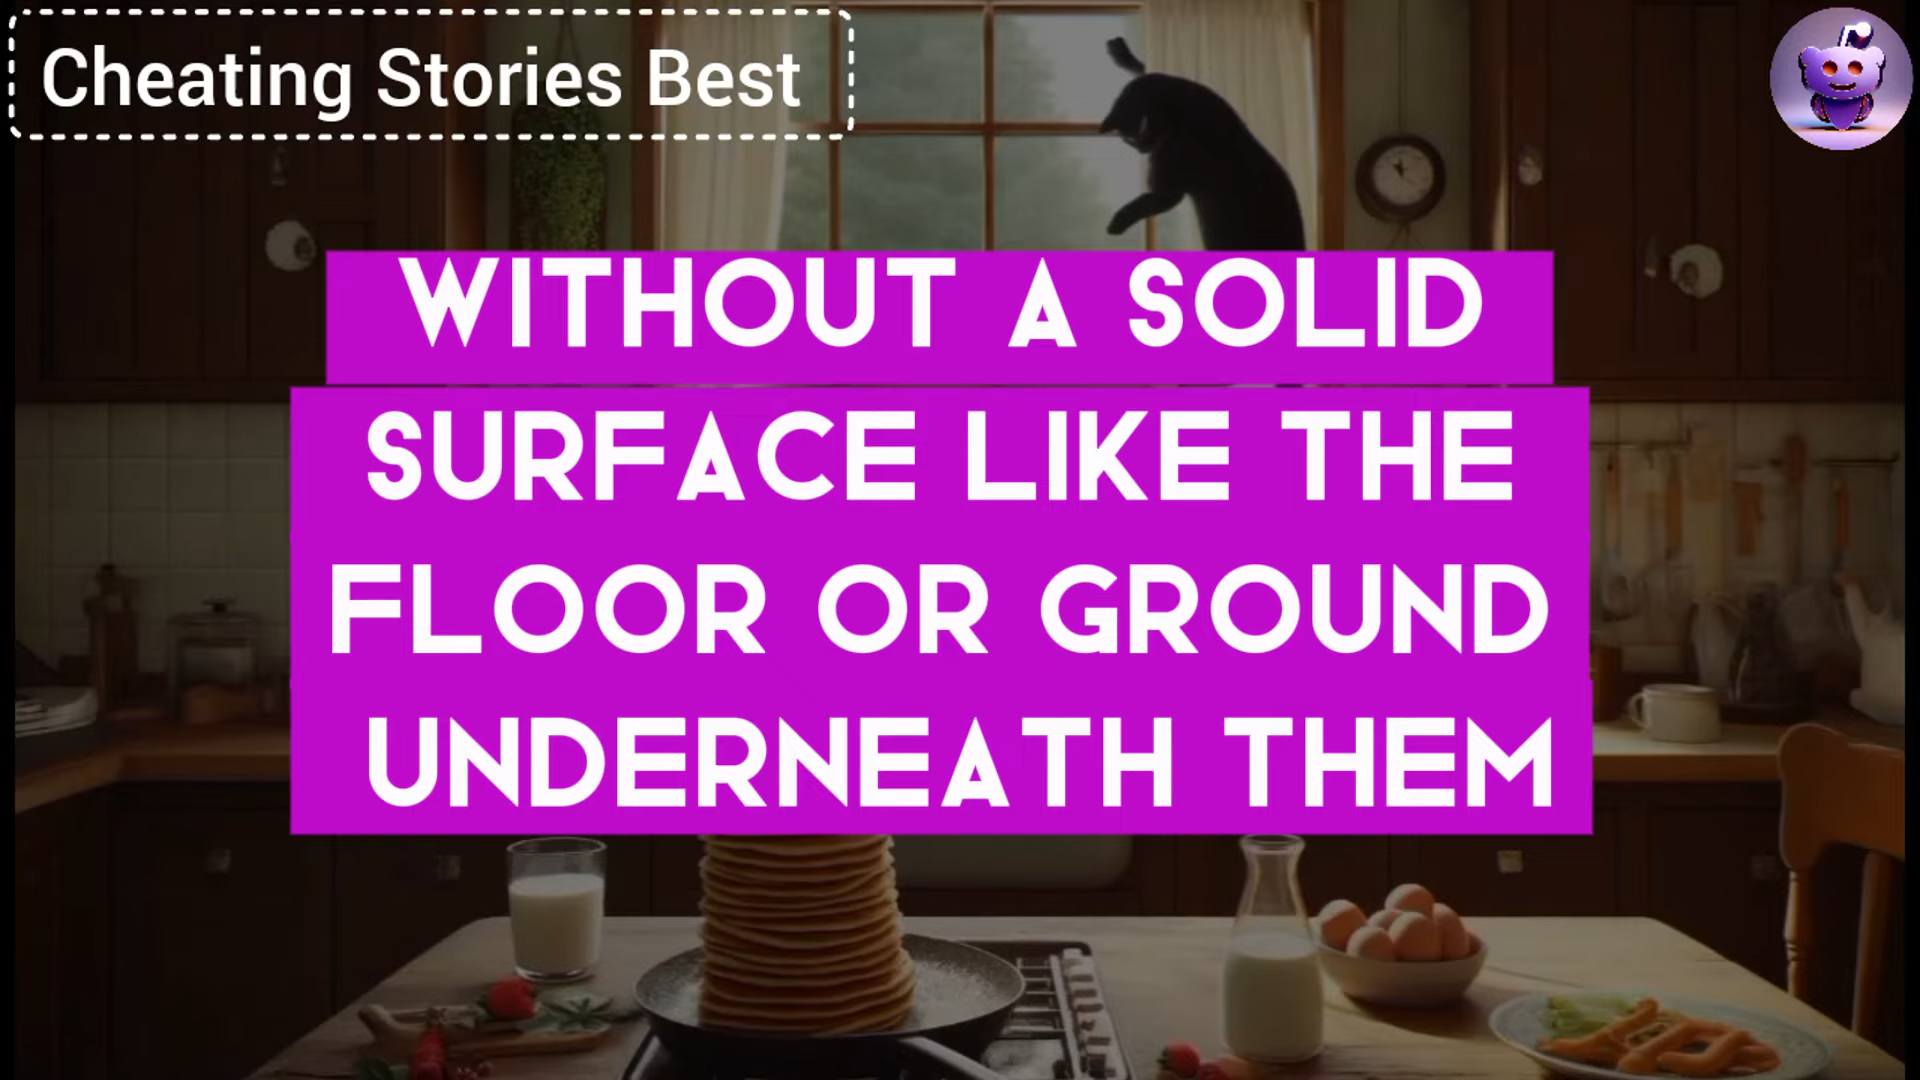 Cheating Stories Best
WITHOUT A SOLID
SURFACE LIKE THE
FLOOR OR GROUND
UNDERNEATH THEM